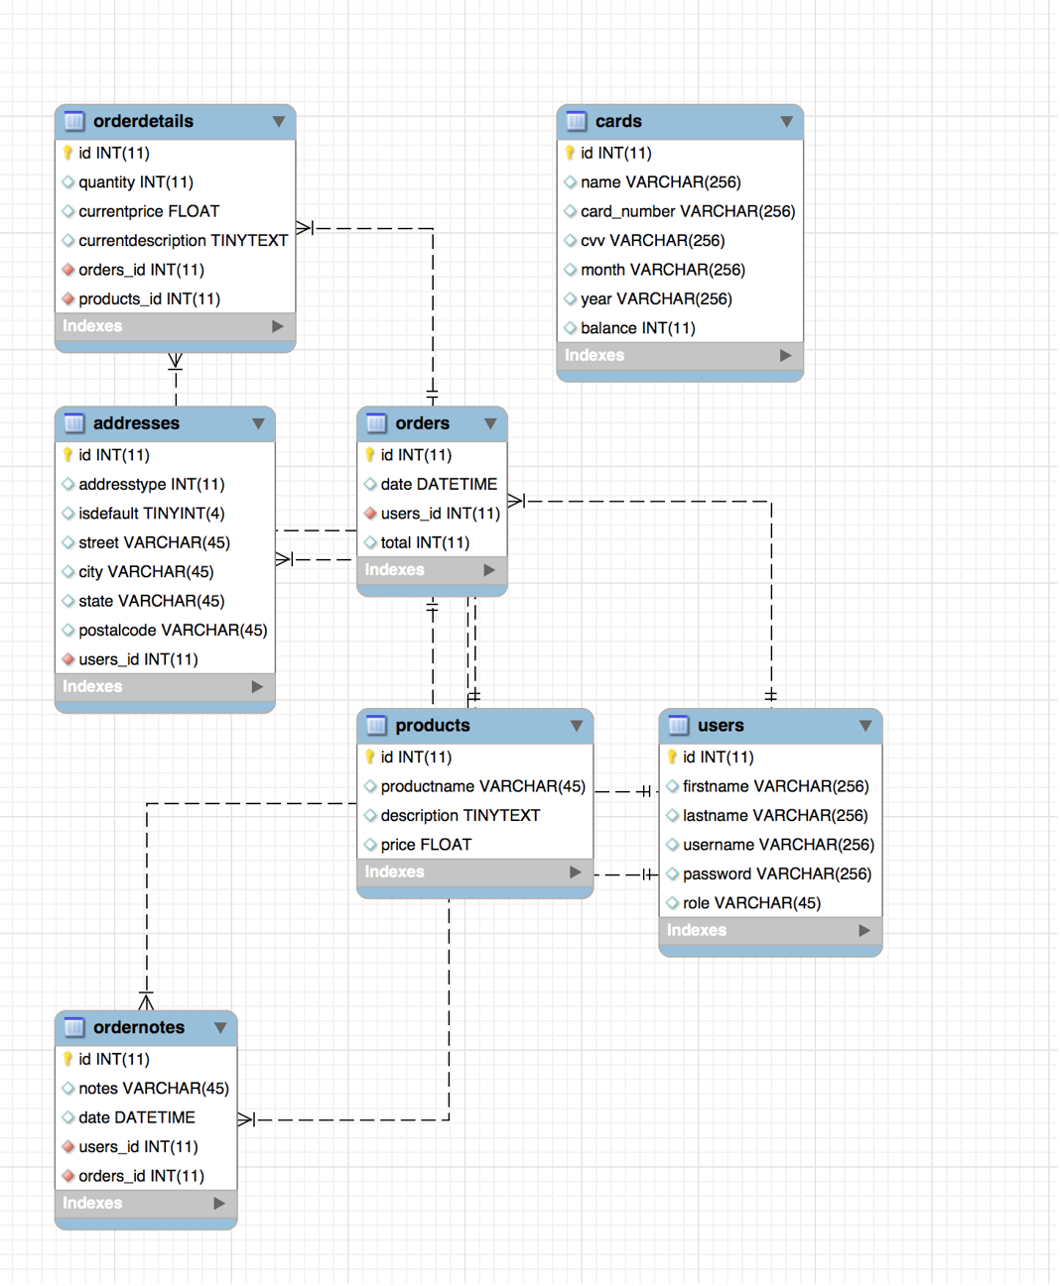 orderdetails
id INT(11)
quantity INT(11)
currentprice FLOAT
currentdescription TINYTEXT
orders_id INT(11)
products_id INT(11)
Indexes
cards
id INT(11)
name VARCHAR(256)
card_number VARCHAR(256)
cvv VARCHAR(256)
month VARCHAR(256)
year VARCHAR(256)
balance INT(11)
Indexes
addresses
id INT(11)
addresstype INT(11)
isdefault TINYINT(4)
street VARCHAR(45)
city VARCHAR(45)
state VARCHAR(45)
postalcode VARCHAR(45)
users_id INT(11)
Indexes
orders
id INT(11)
date DATETIME
users_id INT(11)
total INT(11)
Indexes
products
id INT(11)
productname VARCHAR(45)
description TINYTEXT
price FLOAT
Indexes
users
id INT(11)
firstname VARCHAR(256)
lastname VARCHAR(256)
username VARCHAR(256)
password VARCHAR(256)
role VARCHAR(45)
Indexes
ordernotes
id INT(11)
notes VARCHAR(45)
date DATETIME
users_id INT(11)
orders_id INT(11)
Indexes